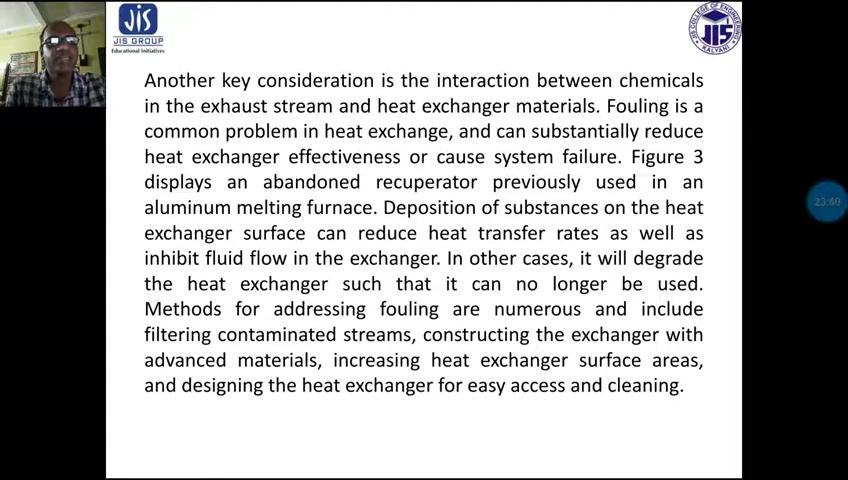 JIS
JIS GROUP
Educational Initiatives
JIS COLLEGE OF ENGINEERING
JIS
KALYANI
Another key consideration is the interaction between chemicals
in the exhaust stream and heat exchanger materials. Fouling is a
common problem in heat exchange, and can substantially reduce
heat exchanger effectiveness or cause system failure. Figure 3
displays an abandoned recuperator previously used in an
aluminum melting furnace. Deposition of substances on the heat
exchanger surface can reduce heat transfer rates as well as
inhibit fluid flow in the exchanger. In other cases, it will degrade
the heat exchanger such that it can no longer be used.
Methods for addressing fouling are numerous and include
filtering contaminated streams, constructing the exchanger with
advanced materials, increasing heat exchanger surface areas,
and designing the heat exchanger for easy access and cleaning.